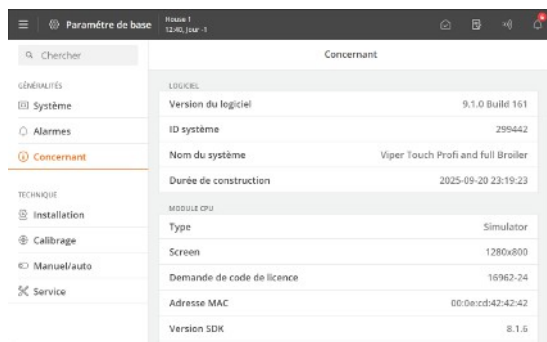 Paramétre de base
House 1
12:40, Jour -1
Chercher
Concernant
GÉNÉRALITÉS
Système
Alarmes
Concernant
TECHNIQUE
Installation
Calibrage
Manuel/auto
Service
LOGICIEL
Version du logiciel 9.1.0 Build 161
ID système 299442
Nom du système Viper Touch Profi and full Broiler
Durée de construction 2025-09-20 23:19:23
MODULE CPU
Type Simulator
Screen 1280x800
Demande de code de licence 16962-24
Adresse MAC 00:0e:cd:42:42:42
Version SDK 8.1.6